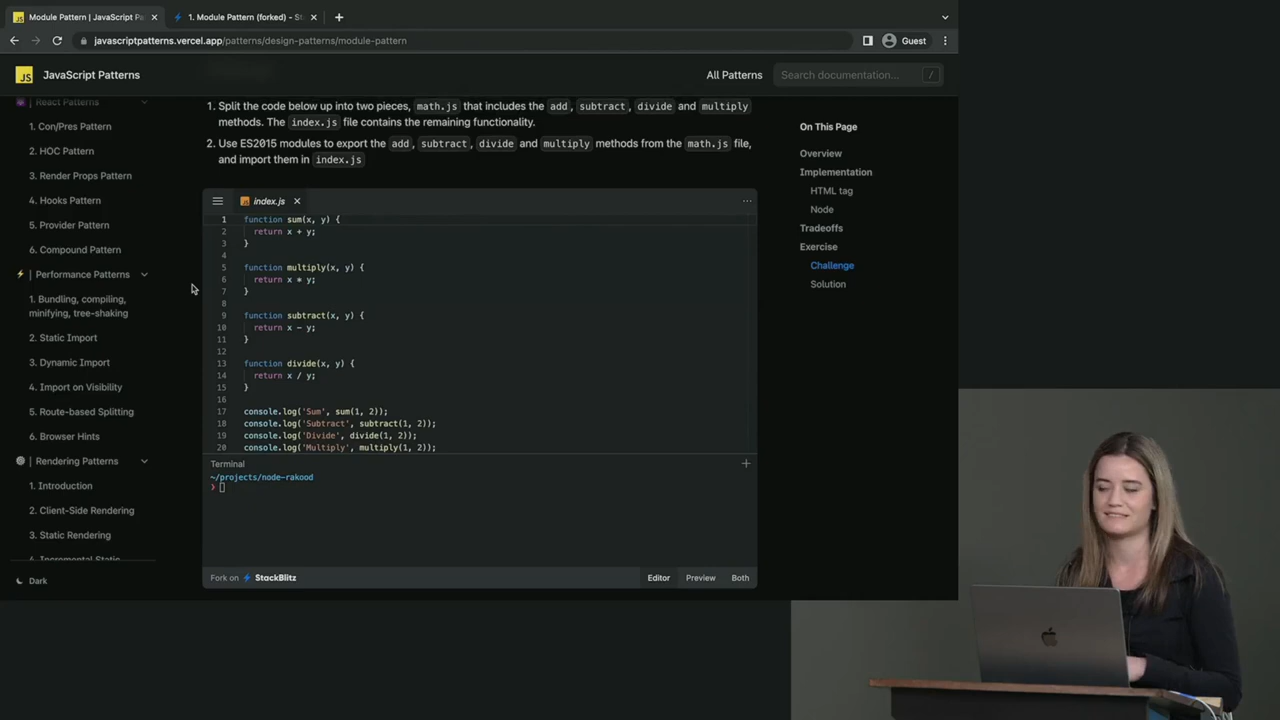 Module Pattern | JavaScript Pa
1. Module Pattern (forked) - St
javascriptpatterns.vercel.app/patterns/design-patterns/module-pattern
Guest
JS
JavaScript Patterns
All Patterns
Search documentation...
/
React Patterns
1. Con/Pres Pattern
2. HOC Pattern
3. Render Props Pattern
4. Hooks Pattern
5. Provider Pattern
6. Compound Pattern
Performance Patterns
1. Bundling, compiling,
minifying, tree-shaking
2. Static Import
3. Dynamic Import
4. Import on Visibility
5. Route-based Splitting
6. Browser Hints
Rendering Patterns
1. Introduction
2. Client-Side Rendering
3. Static Rendering
4. Incremental Static
Dark
1. Split the code below up into two pieces, math.js that includes the add, subtract, divide and multiply
methods. The index.js file contains the remaining functionality.
2. Use ES2015 modules to export the add, subtract, divide and multiply methods from the math.js file,
and import them in index.js
index.js
1 function sum(x, y) {
2 return x + y;
3 }
4
5 function multiply(x, y) {
6 return x * y;
7 }
8
9 function subtract(x, y) {
10 return x - y;
11 }
12
13 function divide(x, y) {
14 return x / y;
15 }
16
17 console.log('Sum', sum(1, 2));
18 console.log('Subtract', subtract(1, 2));
19 console.log('Divide', divide(1, 2));
20 console.log('Multiply', multiply(1, 2));
Terminal
~/projects/node-rakood
❯
Fork on StackBlitz
Editor
Preview
Both
On This Page
Overview
Implementation
HTML tag
Node
Tradeoffs
Exercise
Challenge
Solution